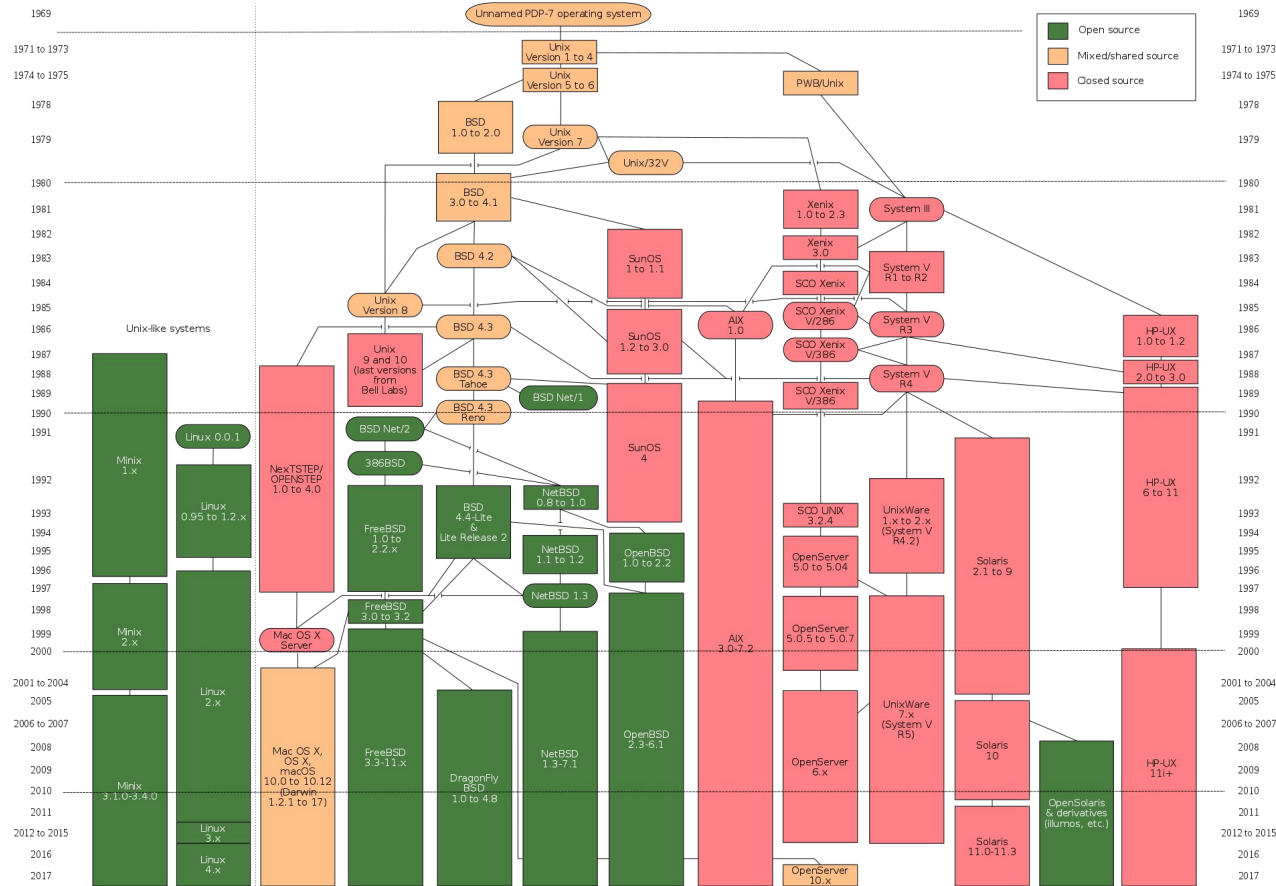 1969
1971 to 1973
1974 to 1975
1978
1979
1980
1981
1982
1983
1984
1985
1986
1987
1988
1989
1990
1991
1992
1993
1994
1995
1996
1997
1998
1999
2000
2001 to 2004
2005
2006 to 2007
2008
2009
2010
2011
2012 to 2015
2016
2017
Unix-like systems
Minix
1.x
Minix
2.x
Minix
3.1.0-3.4.0
Linux 0.0.1
Linux
0.95 to 1.2.x
Linux
2.x
Linux
3.x
Linux
4.x
Unnamed PDP-7 operating system
Unix
Version 1 to 4
Unix
Version 5 to 6
PWB/Unix
BSD
1.0 to 2.0
Unix
Version 7
Unix/32V
BSD
3.0 to 4.1
BSD 4.2
Unix
Version 8
BSD 4.3
Unix
9 and 10
(last versions
from
Bell Labs)
BSD 4.3
Tahoe
BSD Net/1
BSD 4.3
Reno
BSD Net/2
386BSD
NexTSTEP/
OPENSTEP
1.0 to 4.0
Mac OS X
Server
Mac OS X,
OS X,
macOS
10.0 to 10.12
(Darwin
1.2.1 to 17)
FreeBSD
1.0 to
2.2.x
FreeBSD
3.0 to 3.2
FreeBSD
3.3-11.x
BSD
4.4-Lite
&
Lite Release 2
DragonFly
BSD
1.0 to 4.8
NetBSD
0.8 to 1.0
NetBSD
1.1 to 1.2
NetBSD 1.3
NetBSD
1.3-7.1
SunOS
1 to 1.1
SunOS
1.2 to 3.0
SunOS
4
OpenBSD
1.0 to 2.2
OpenBSD
2.3-6.1
AIX
1.0
AIX
3.0-7.2
Xenix
1.0 to 2.3
Xenix
3.0
SCO Xenix
SCO Xenix
V/286
SCO Xenix
V/386
SCO Xenix
V/386
SCO UNIX
3.2.4
OpenServer
5.0 to 5.04
OpenServer
5.0.5 to 5.0.7
OpenServer
6.x
OpenServer
10.x
System III
System V
R1 to R2
System V
R3
System V
R4
UnixWare
1.x to 2.x
(System V
R4.2)
UnixWare
7.x
(System V
R5)
Solaris
2.1 to 9
Solaris
10
Solaris
11.0-11.3
OpenSolaris
& derivatives
(illumos, etc.)
HP-UX
1.0 to 1.2
HP-UX
2.0 to 3.0
HP-UX
6 to 11
HP-UX
11i+
Open source
Mixed/shared source
Closed source
1969
1971 to 1973
1974 to 1975
1978
1979
1980
1981
1982
1983
1984
1985
1986
1987
1988
1989
1990
1991
1992
1993
1994
1995
1996
1997
1998
1999
2000
2001 to 2004
2005
2006 to 2007
2008
2009
2010
2011
2012 to 2015
2016
2017